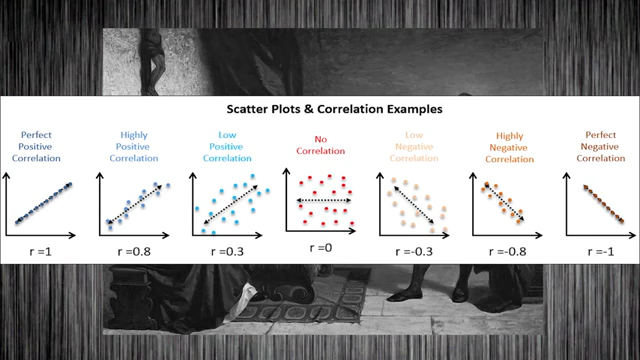 Scatter Plots & Correlation Examples
Perfect
Positive
Correlation
Highly
Positive
Correlation
Low
Positive
Correlation
No
Correlation
Low
Negative
Correlation
Highly
Negative
Correlation
Perfect
Negative
Correlation
r =1
r =0.8
r =0.3
r =0
r =-0.3
r =-0.8
r =-1